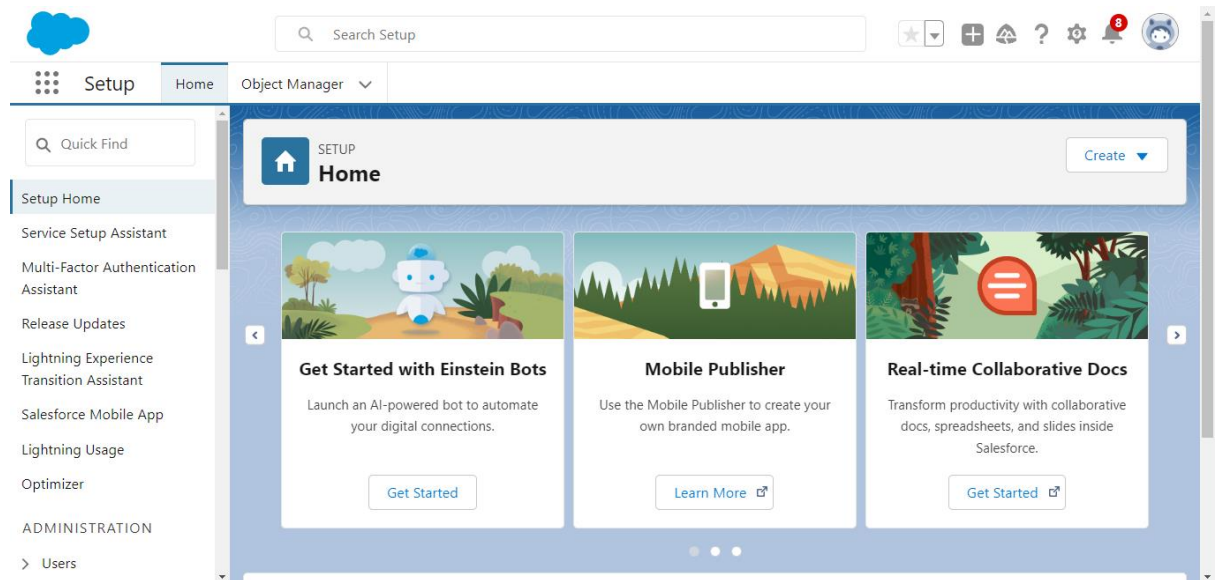 Search Setup
8
Setup
Home
Object Manager
Quick Find
Setup Home
Service Setup Assistant
Multi-Factor Authentication
Assistant
Release Updates
Lightning Experience
Transition Assistant
Salesforce Mobile App
Lightning Usage
Optimizer
ADMINISTRATION
Users
SETUP
Home
Create
Get Started with Einstein Bots
Launch an AI-powered bot to automate
your digital connections.
Get Started
Mobile Publisher
Use the Mobile Publisher to create your
own branded mobile app.
Learn More
Real-time Collaborative Docs
Transform productivity with collaborative
docs, spreadsheets, and slides inside
Salesforce.
Get Started